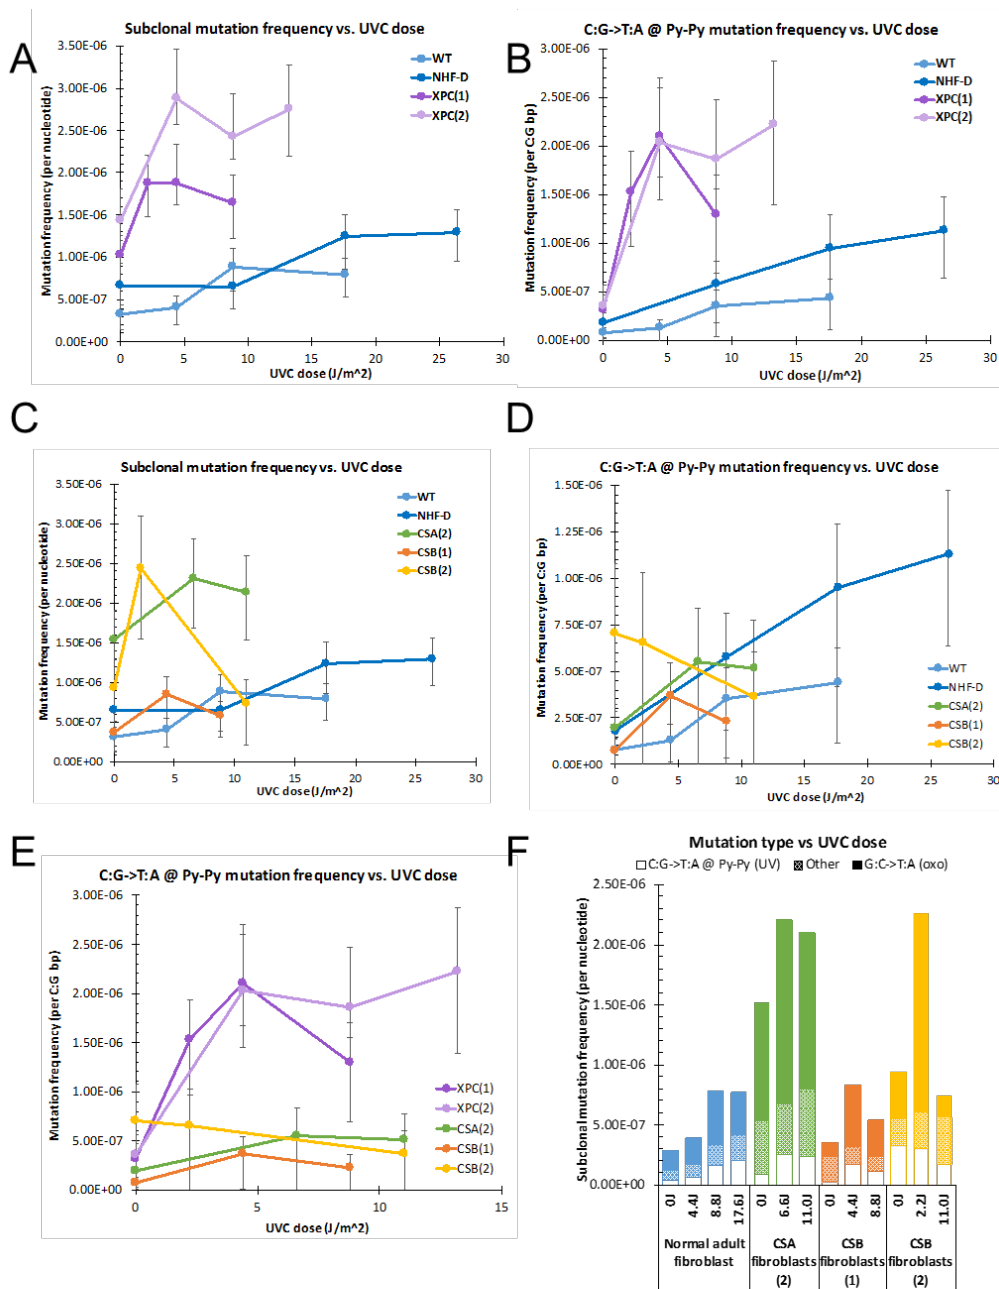 A
Subclonal mutation frequency vs. UVC dose
3.50E-06
3.00E-06
2.50E-06
2.00E-06
1.50E-06
1.00E-06
5.00E-07
0.00E+00
Mutation frequency (per nucleotide)
WT
NHF-D
XPC(1)
XPC(2)
0 5 10 15 20 25 30
UVC dose (J/m^2)
B
C:G->T:A @ Py-Py mutation frequency vs. UVC dose
3.00E-06
2.50E-06
2.00E-06
1.50E-06
1.00E-06
5.00E-07
0.00E+00
Mutation frequency (per C:G bp)
WT
NHF-D
XPC(1)
XPC(2)
0 5 10 15 20 25 30
UVC dose (J/m^2)
C
Subclonal mutation frequency vs. UVC dose
3.50E-06
3.00E-06
2.50E-06
2.00E-06
1.50E-06
1.00E-06
5.00E-07
0.00E+00
Mutation frequency (per nucleotide)
WT
NHF-D
CSA(2)
CSB(1)
CSB(2)
0 5 10 15 20 25 30
UVC dose (J/m^2)
D
C:G->T:A @ Py-Py mutation frequency vs. UVC dose
1.50E-06
1.25E-06
1.00E-06
7.50E-07
5.00E-07
2.50E-07
0.00E+00
Mutation frequency (per C:G bp)
WT
NHF-D
CSA(2)
CSB(1)
CSB(2)
0 5 10 15 20 25 30
UVC dose (J/m^2)
E
C:G->T:A @ Py-Py mutation frequency vs. UVC dose
3.00E-06
2.50E-06
2.00E-06
1.50E-06
1.00E-06
5.00E-07
0.00E+00
Mutation frequency (per C:G bp)
XPC(1)
XPC(2)
CSA(2)
CSB(1)
CSB(2)
0 5 10
UVC dose (J/m^2)
F
Mutation type vs UVC dose
C:G->T:A @ Py-Py (UV) Other G:C->T:A (oxo)
2.50E-06
2.00E-06
1.50E-06
1.00E-06
5.00E-07
0.00E+00
Subclonal mutation frequency (per nucleotide)
0J 4.4J 8.8J 17.6J 0J 6.6J 11.0J 0J 4.4J 8.8J 0J 2.2J 11.0J
Normal adult CSA CSB CSB
fibroblast fibroblasts fibroblasts fibroblasts
(2) (1) (2)